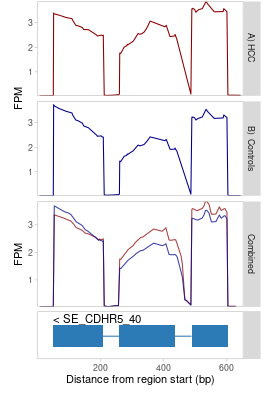 3
2
1
A) HCC
FPM
3
2
1
B) Controls
3
2
1
FPM
Combined
< SE_CDHR5_40
200
400
600
Distance from region start (bp)